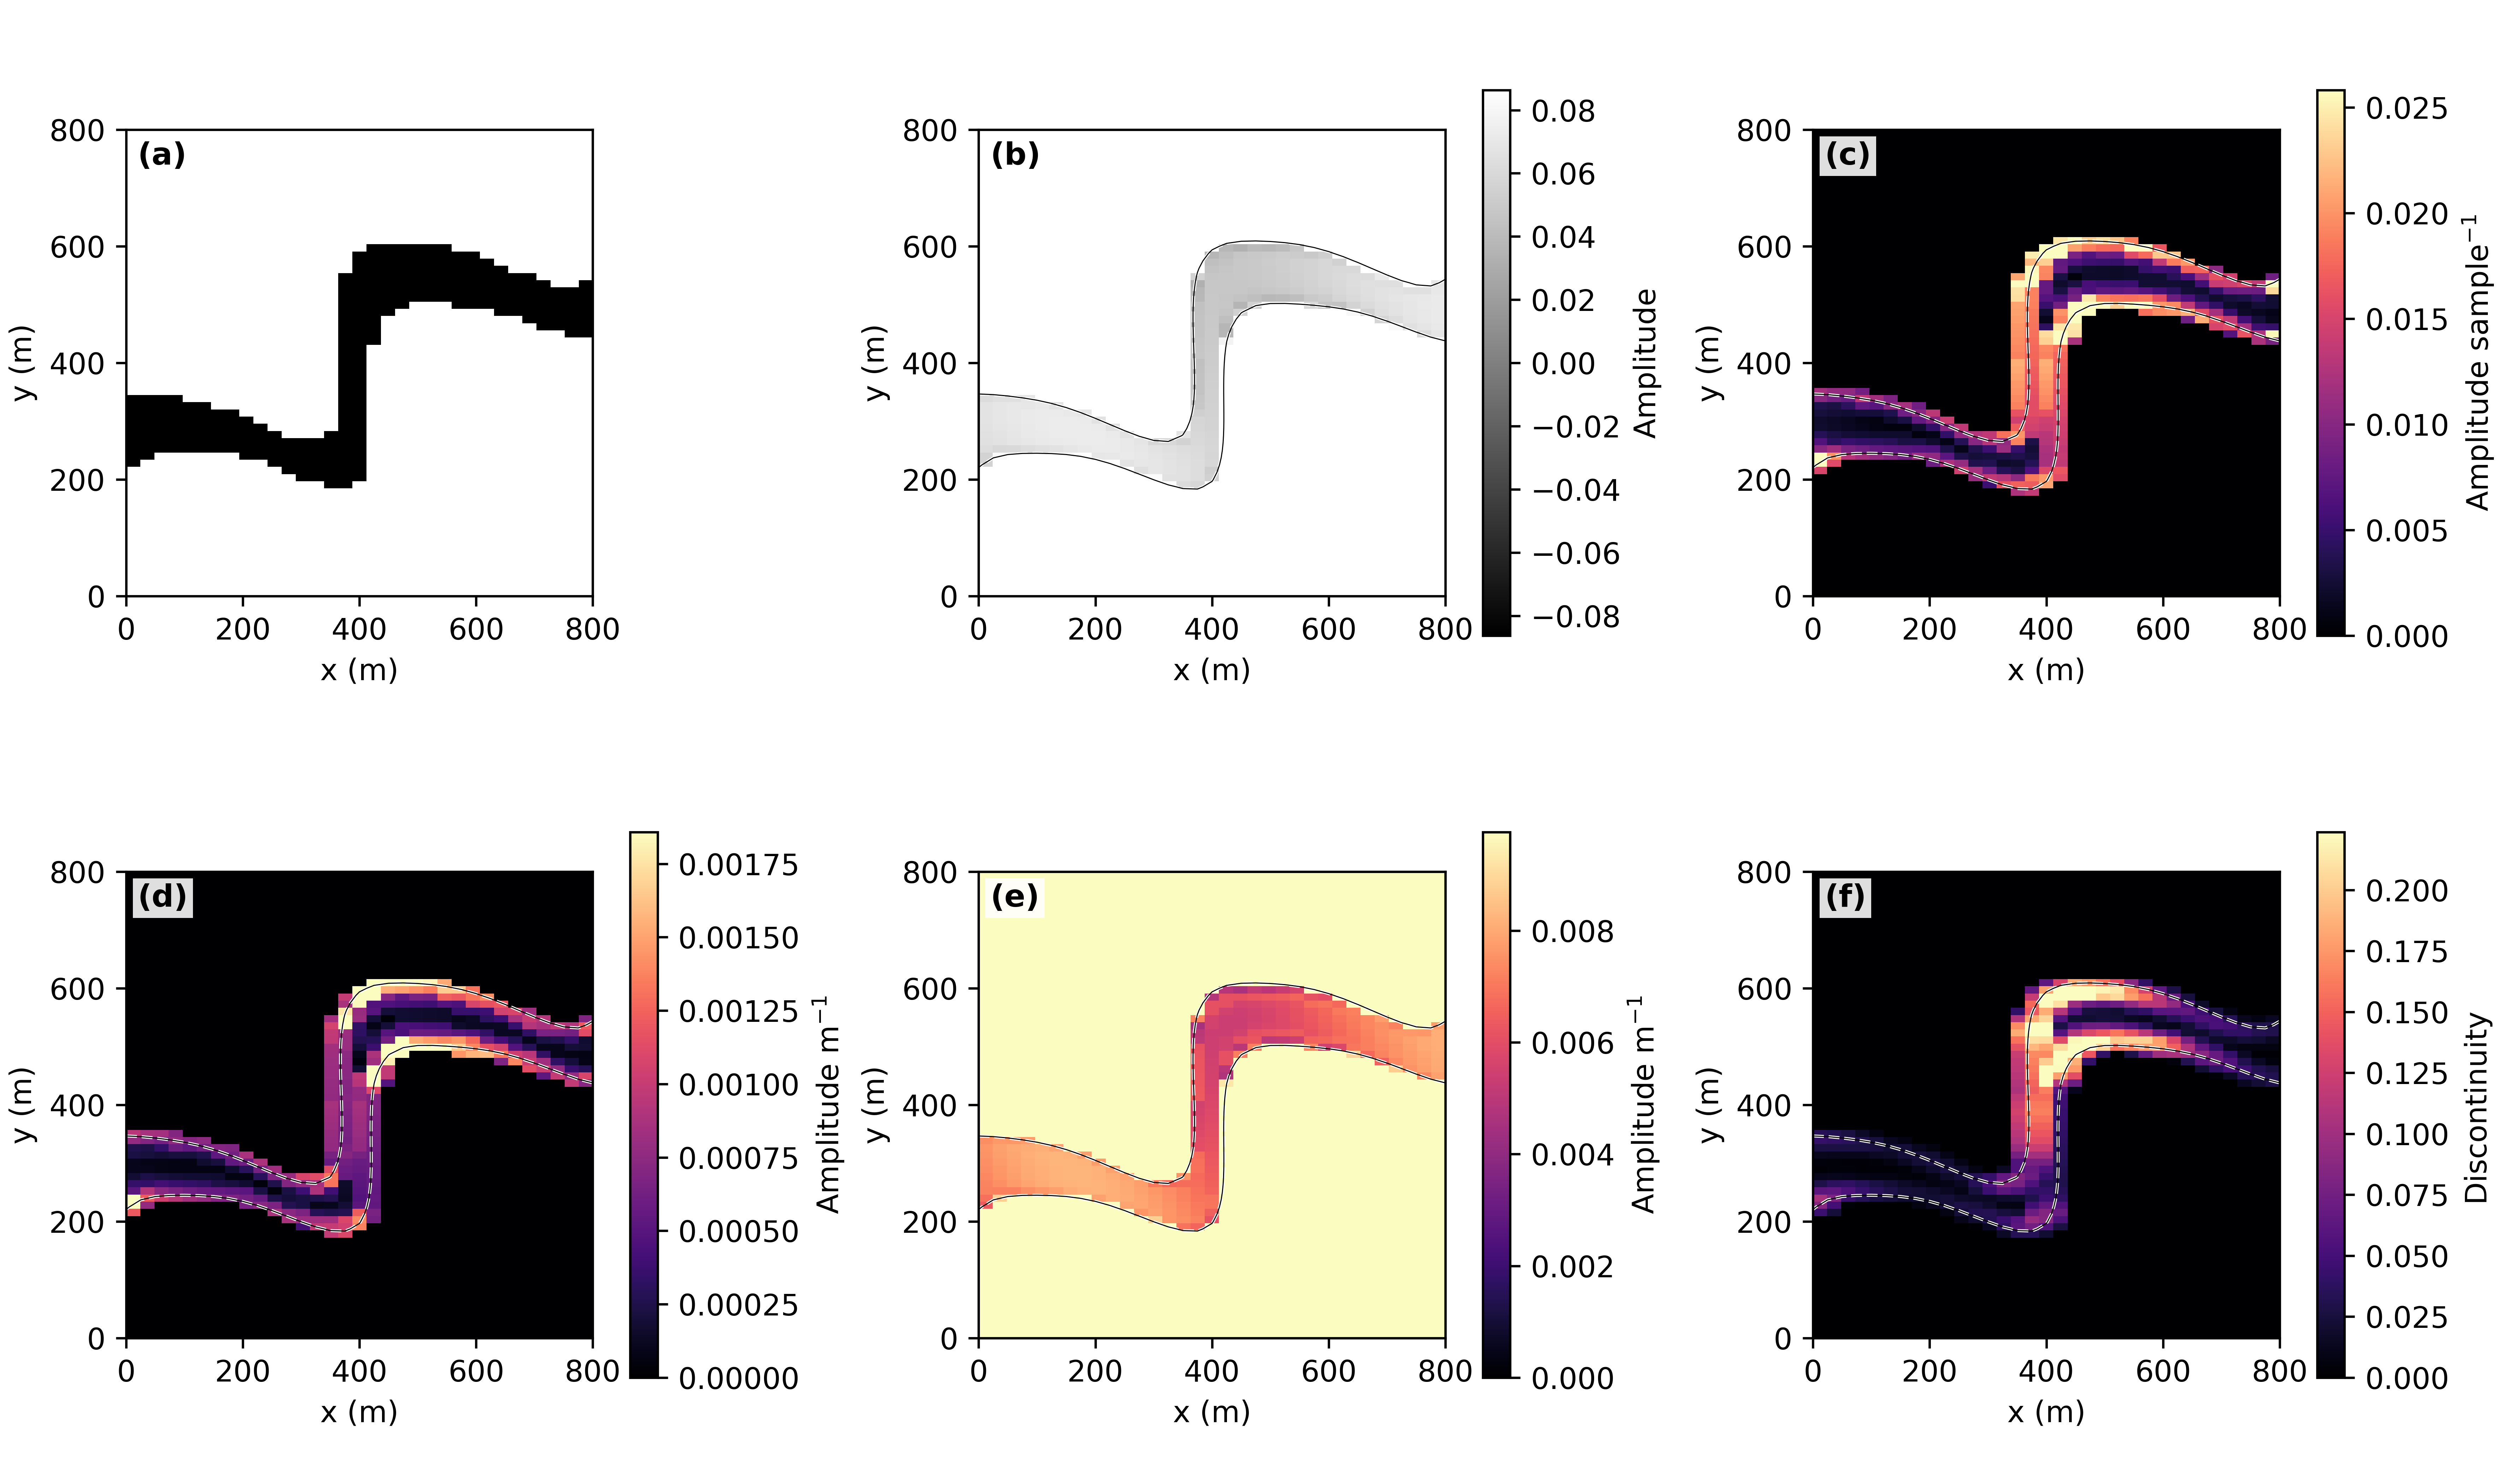 (a)
800
600
400
200
0
y (m)
0 200 400 600 800
x (m)
(b)
800
600
400
200
0
y (m)
0 200 400 600 800
x (m)
0.08
0.06
0.04
0.02
0.00
−0.02
−0.04
−0.06
−0.08
Amplitude
(c)
800
600
400
200
0
y (m)
0 200 400 600 800
x (m)
0.025
0.020
0.015
0.010
0.005
0.000
Amplitude sample⁻¹
(d)
800
600
400
200
0
y (m)
0 200 400 600 800
x (m)
0.00175
0.00150
0.00125
0.00100
0.00075
0.00050
0.00025
0.00000
Amplitude m⁻¹
(e)
800
600
400
200
0
y (m)
0 200 400 600 800
x (m)
0.008
0.006
0.004
0.002
0.000
Amplitude m⁻¹
(f)
800
600
400
200
0
y (m)
0 200 400 600 800
x (m)
0.200
0.175
0.150
0.125
0.100
0.075
0.050
0.025
0.000
Discontinuity